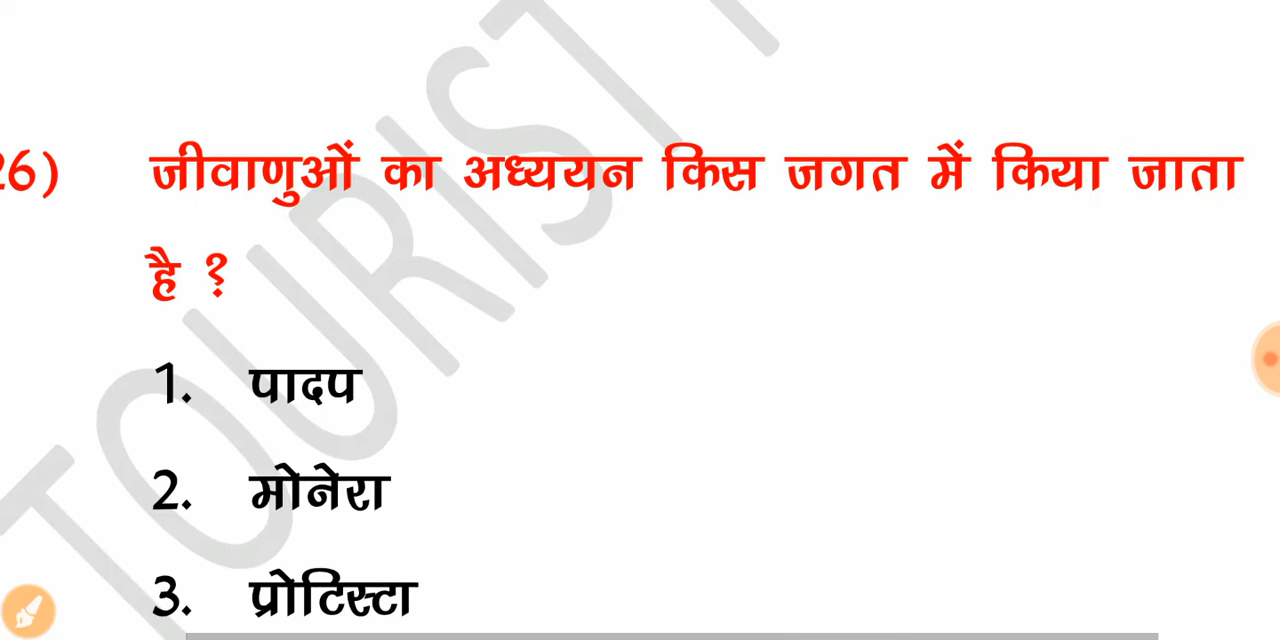 26) जीवाणुओं का अध्ययन किस जगत में किया जाता
है ?
1. पादप
2. मोनेरा
3. प्रोटिस्टा
TOURIST